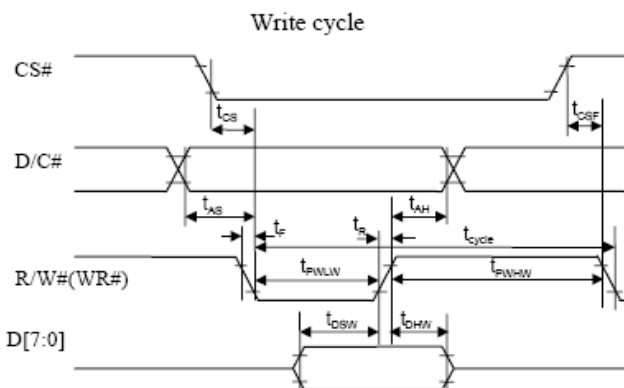 Write cycle
CS#
tCS
tCSF
D/C#
tAS
tAH
tF
tR
tcycle
R/W#(WR#)
tPWLW
tPWHW
D[7:0]
tDSW
tDHW